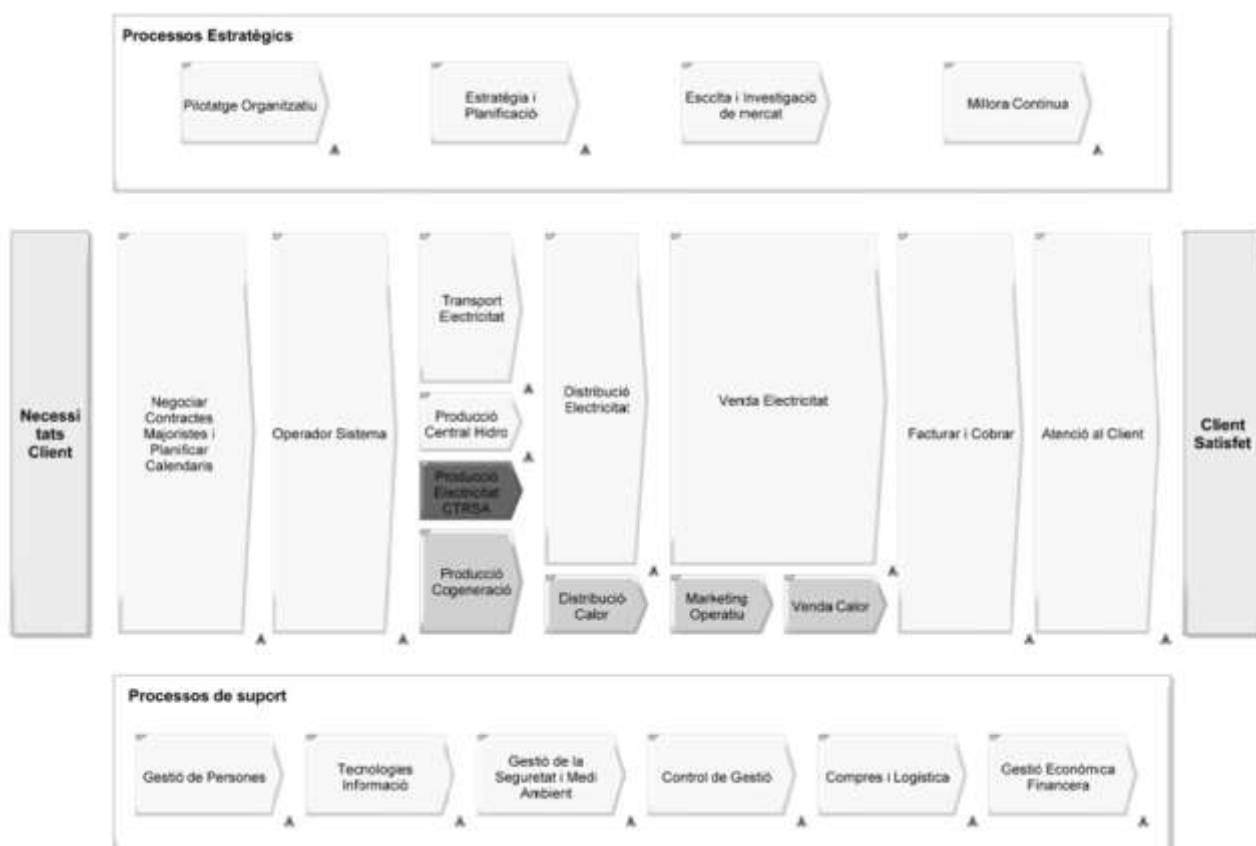 Processos Estratègics
Pilotatge Organitzatiu
Estratègia i
Planificació
Escolta i Investigació
de mercat
Millora Continua
Necessi
tats
Client
Negociar
Contractes
Majoristes i
Planificar
Calendaris
Operador Sistema
Transport
Electricitat
Producció
Central Hidro
Producció
Electricitat
CTRSA
Producció
Cogeneració
Distribució
Electricitat
Distribució
Calor
Venda Electricitat
Marketing
Operatiu
Venda Calor
Facturar i Cobrar
Atenció al Client
Client
Satisfet
Processos de suport
Gestió de Persones
Tecnologies
Informació
Gestió de la
Seguretat i Medi
Ambient
Control de Gestió
Compres i Logística
Gestió Econòmica
Financera